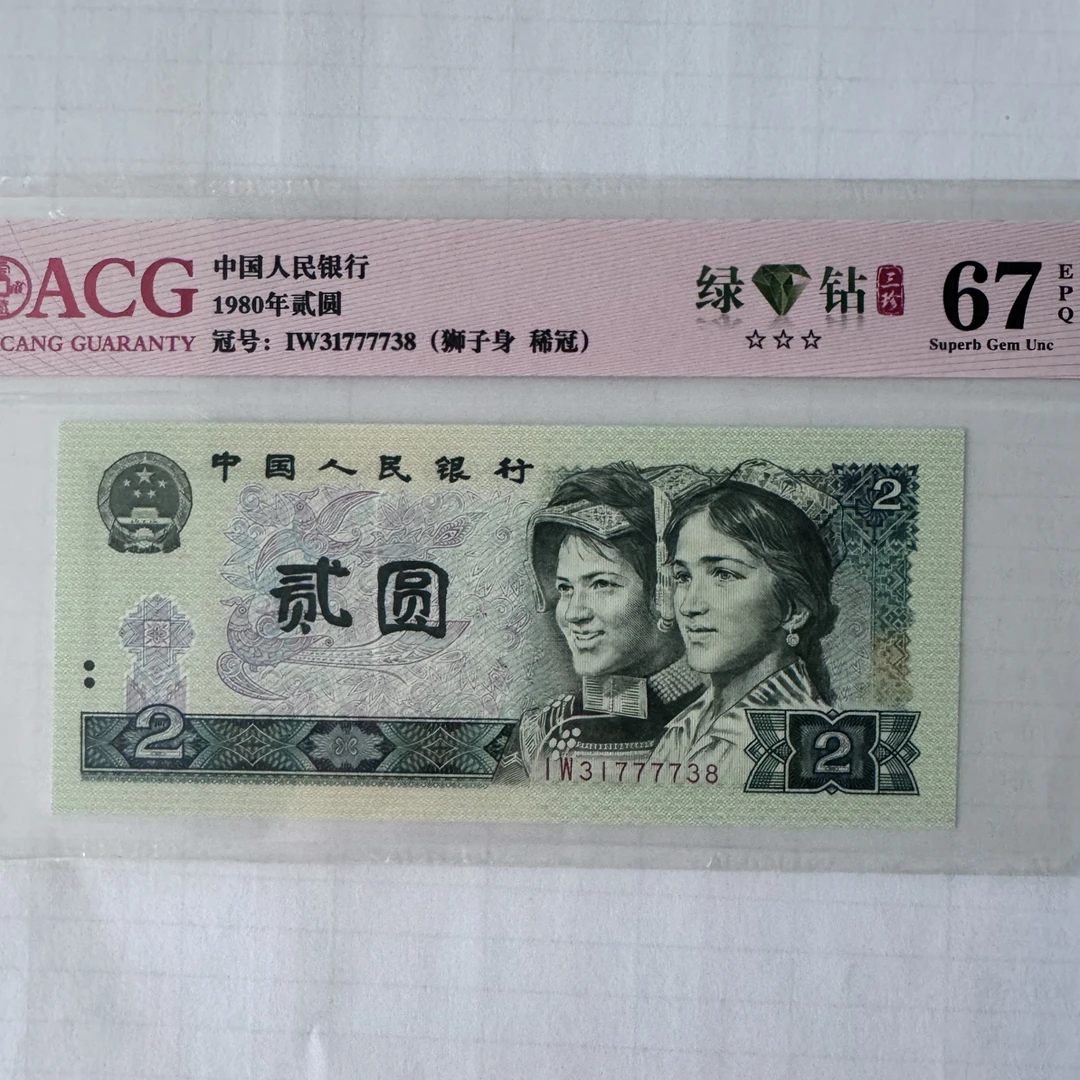 ACG
CANG GUARANTY
中国人民银行
1980年贰圆
冠号：IW31777738（狮子身 稀冠）
绿 钻 三珍
☆☆☆
67 EPQ
Superb Gem Unc
中国人民银行
2
贰圆
2
IW31777738
2